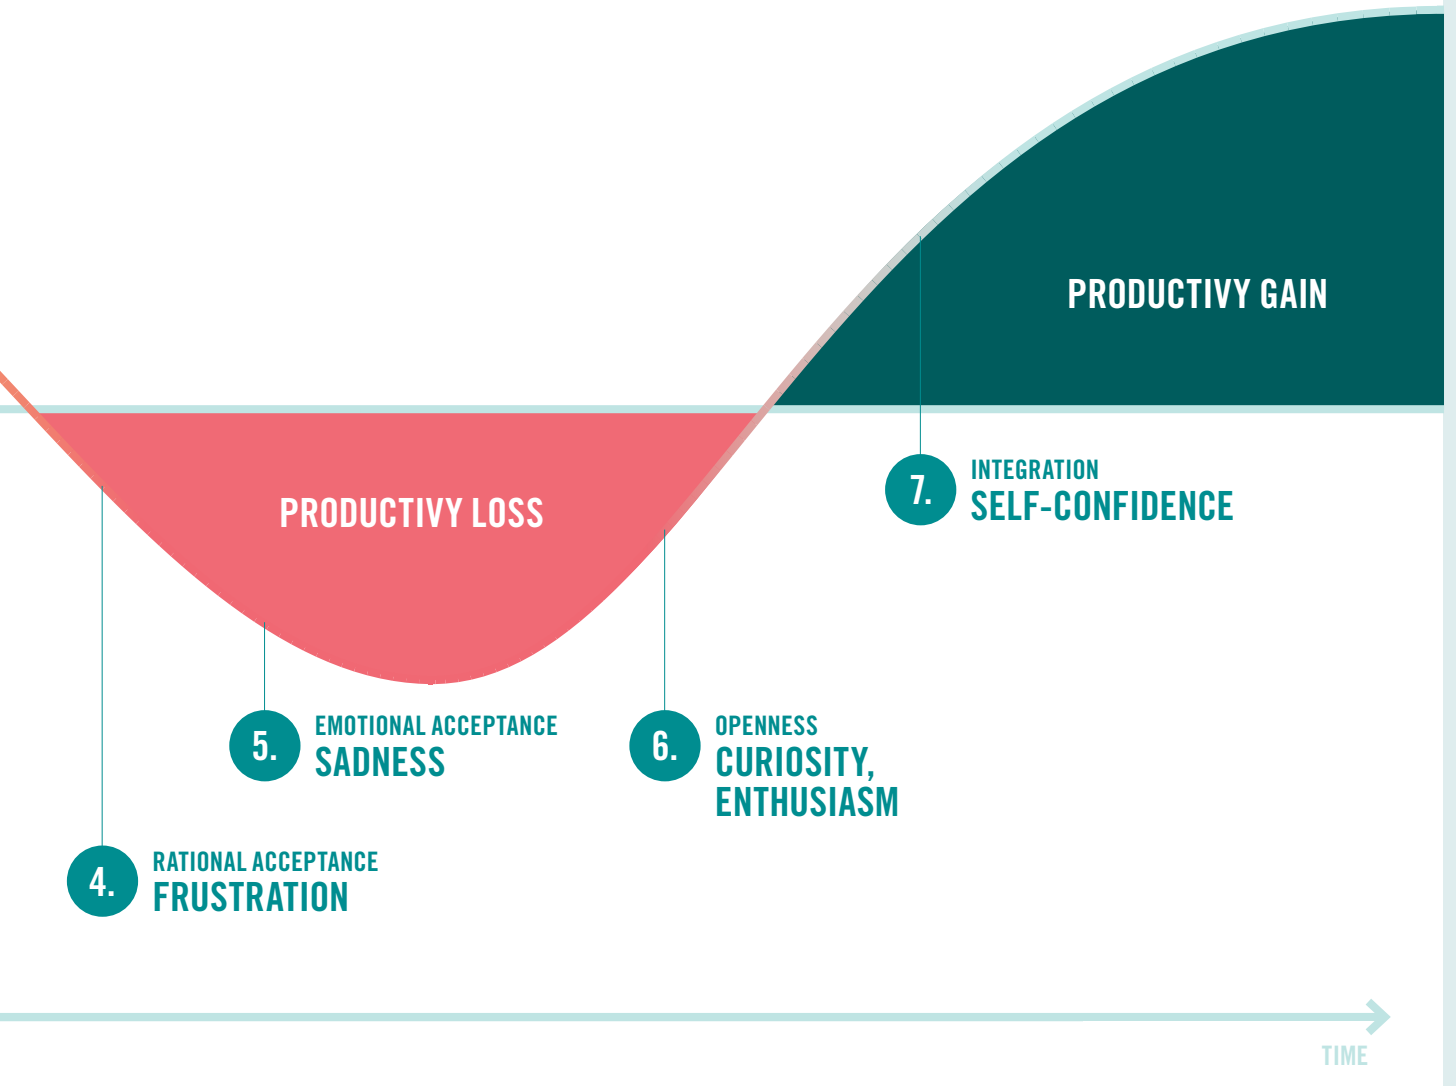 PRODUCTIVY GAIN
PRODUCTIVY LOSS
7.
INTEGRATION
SELF-CONFIDENCE
5.
EMOTIONAL ACCEPTANCE
SADNESS
6.
OPENNESS
CURIOSITY,
ENTHUSIASM
4.
RATIONAL ACCEPTANCE
FRUSTRATION
TIME